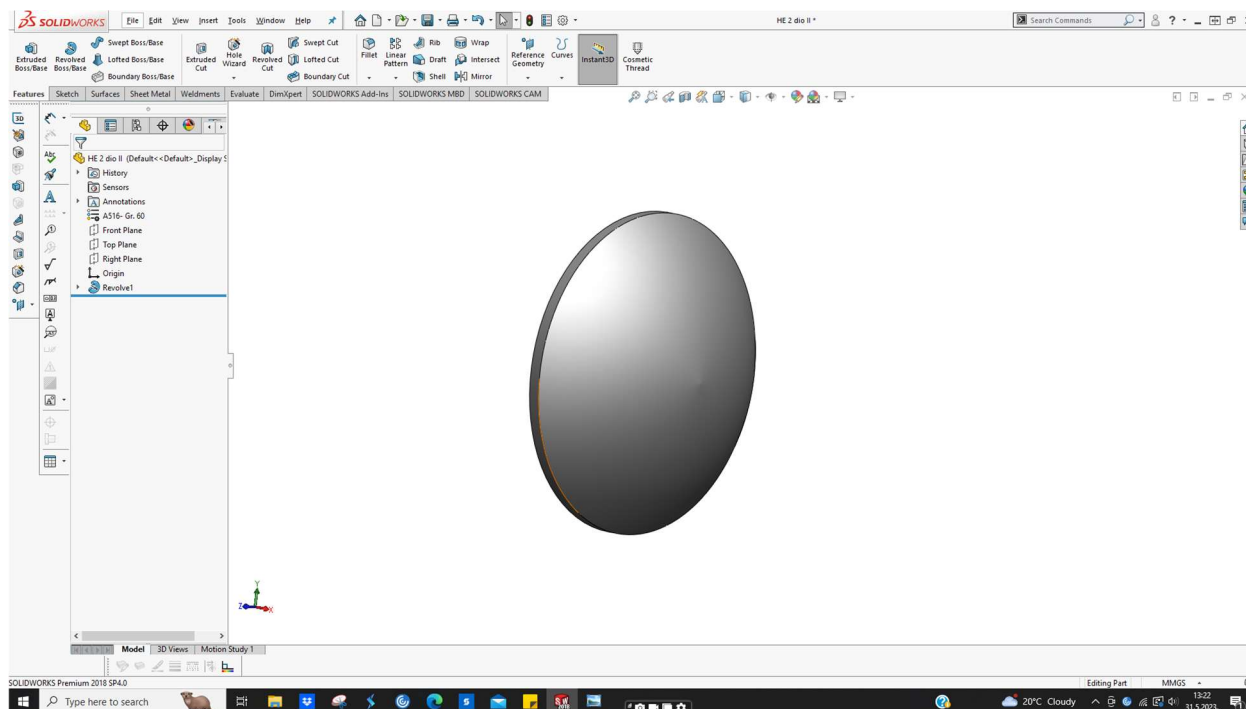 SOLIDWORKS File Edit View Insert Tools Window Help HE 2 dio II * Search Commands
Extruded Boss/Base
Revolved Boss/Base
Swept Boss/Base
Lofted Boss/Base
Boundary Boss/Base
Extruded Cut
Hole Wizard
Revolved Cut
Swept Cut
Lofted Cut
Boundary Cut
Fillet
Linear Pattern
Rib
Draft
Shell
Wrap
Intersect
Mirror
Reference Geometry
Curves
Instant3D
Cosmetic Thread
Features Sketch Surfaces Sheet Metal Weldments Evaluate DimXpert SOLIDWORKS Add-Ins SOLIDWORKS MBD SOLIDWORKS CAM
HE 2 dio II (Default<<Default>_Display S
History
Sensors
Annotations
A516- Gr. 60
Front Plane
Top Plane
Right Plane
Origin
Revolve1
Y
Z X
Model 3D Views Motion Study 1
SOLIDWORKS Premium 2018 SP4.0 Editing Part MMGS
Type here to search 20°C Cloudy 13:22
31.5.2023.